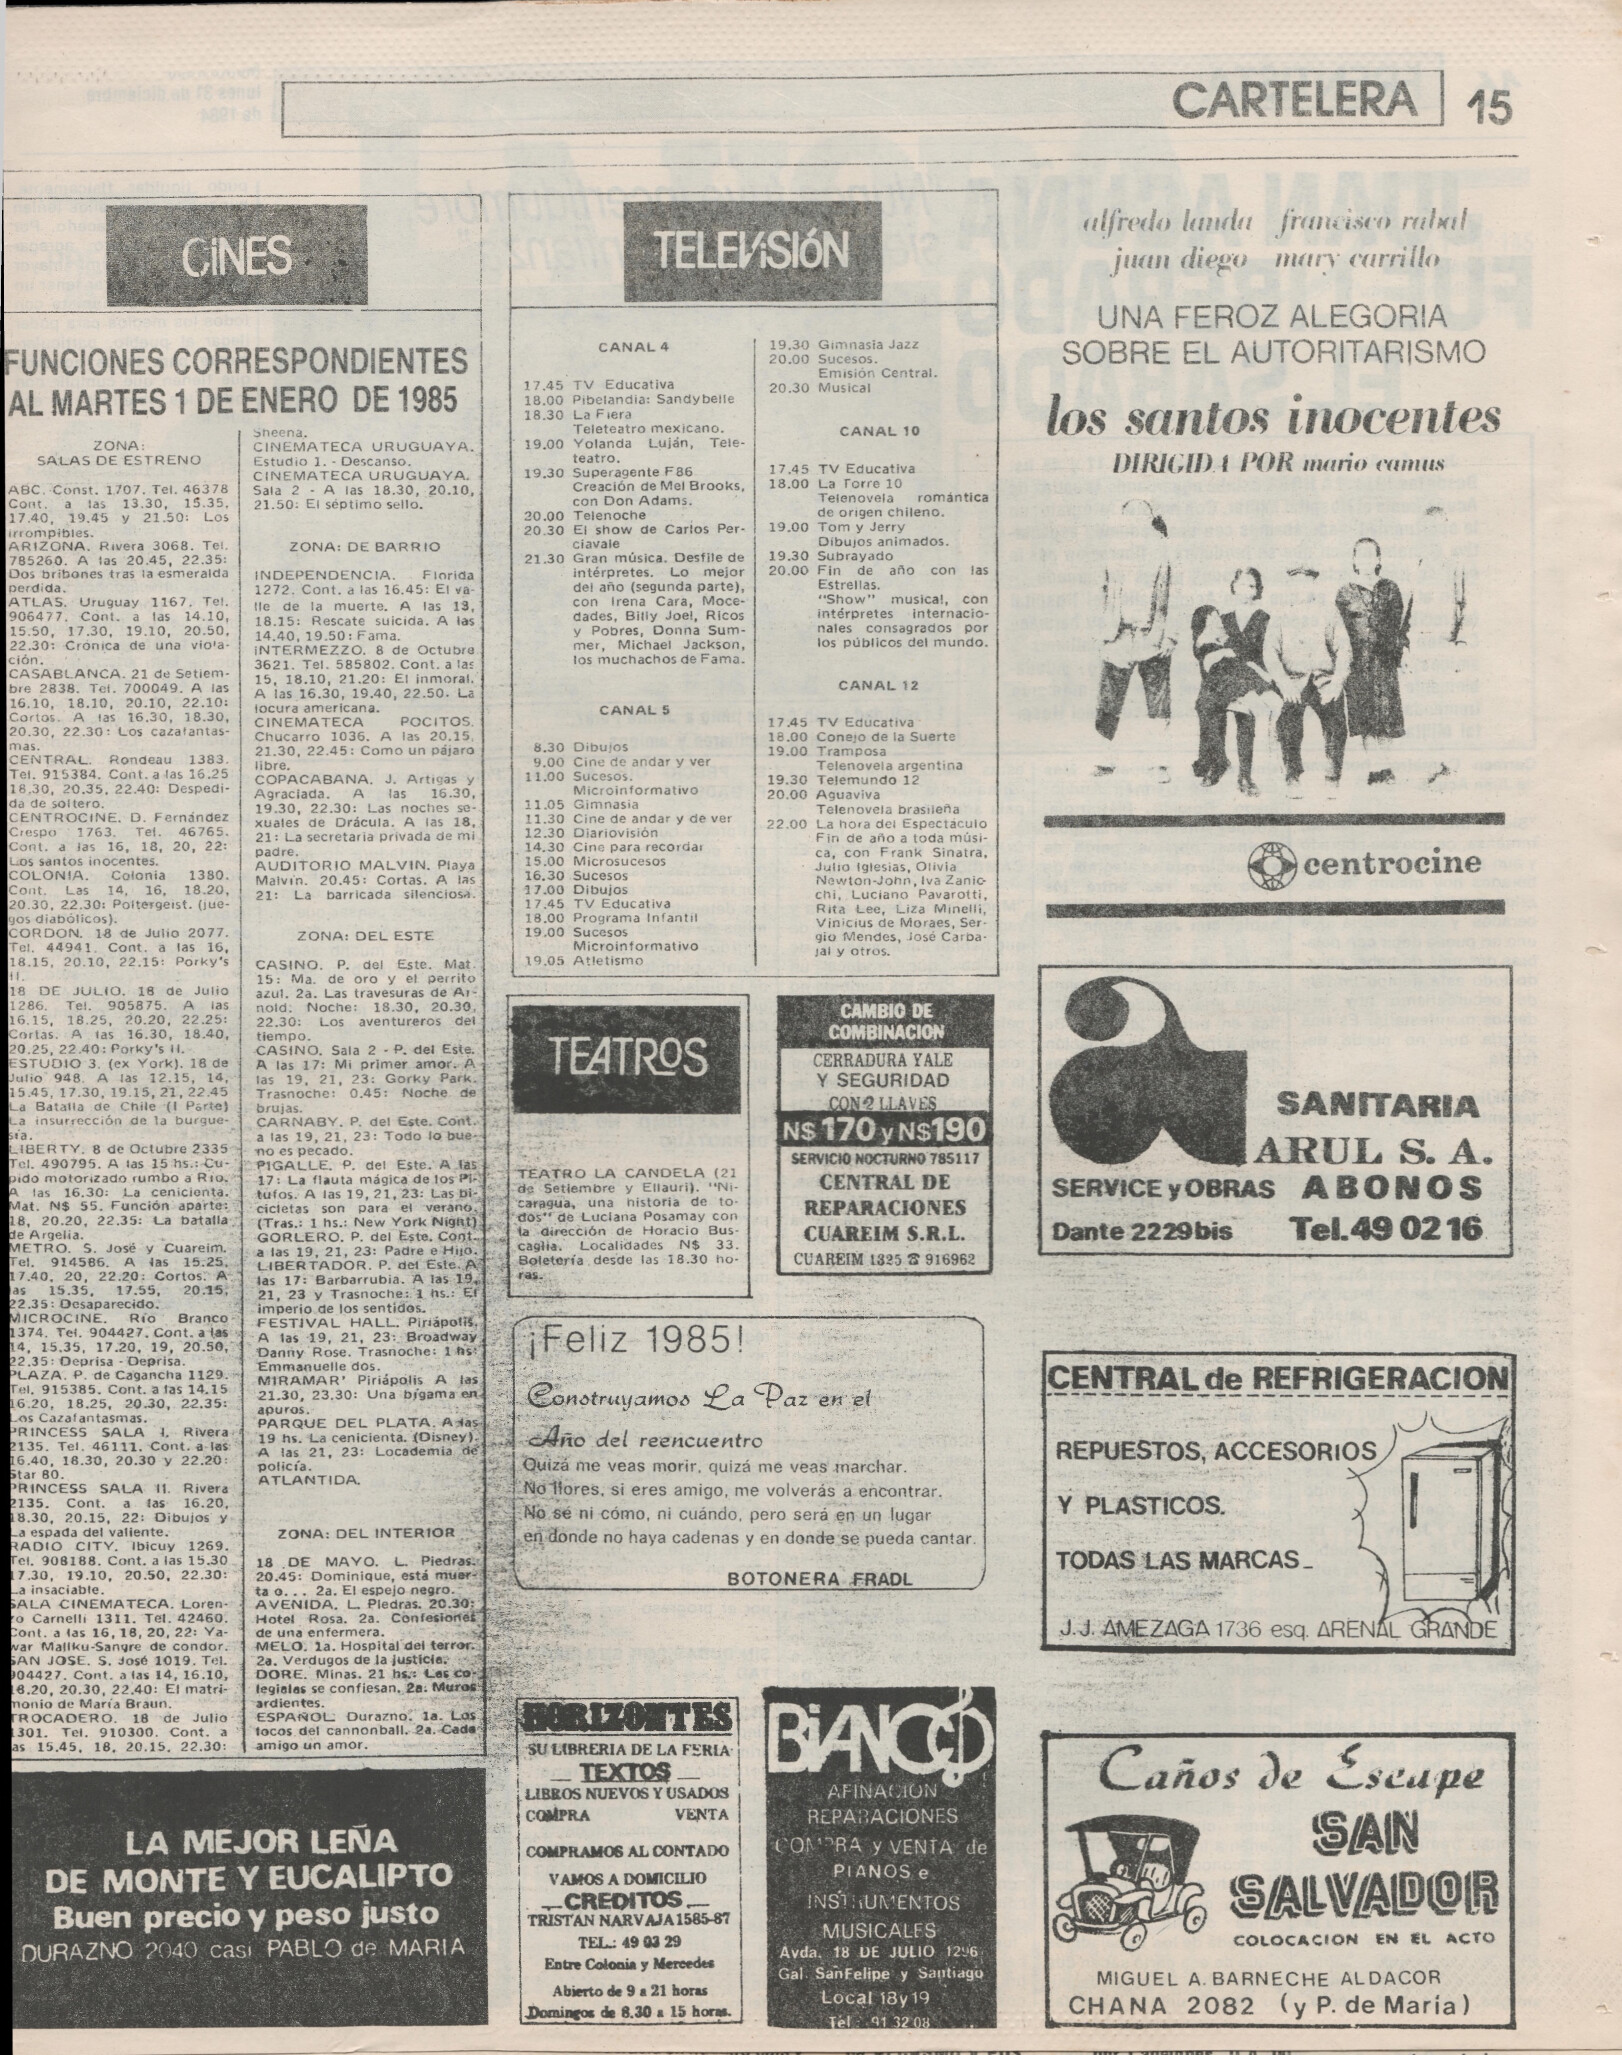 CARTELERA 15
CINES
FUNCIONES CORRESPONDIENTES
AL MARTES 1 DE ENERO DE 1985
ZONA:
SALAS DE ESTRENO
ABC. Const. 1707. Tel. 46378
Cont. a las 13.30, 15.35,
17.40, 19.45 y 21.50: Los
irrompibles.
ARIZONA. Rivera 3068. Tel.
785260. A las 20.45, 22.35:
Dos bribones tras la esmeralda
perdida.
ATLAS. Uruguay 1167. Tel.
906477. Cont. a las 14.10,
15.50, 17.30, 19.10, 20.50,
22.30: Crónica de una viola-
ción.
CASABLANCA. 21 de Setiem-
bre 2838. Tel. 700049. A las
16.10, 18.10, 20.10, 22.10:
Cortos. A las 16.30, 18.30,
20.30, 22.30: Los cazafantas-
mas.
CENTRAL. Rondeau 1383.
Tel. 915384. Cont. a las 16.25
18.30, 20.35, 22.40: Despedi-
da de soltero.
CENTROCINE. D. Fernández
Crespo 1763. Tel. 46765.
Cont. a las 16, 18, 20, 22:
Los santos inocentes.
COLONIA. Colonia 1380.
Cont. Las 14, 16, 18.20,
20.30, 22.30: Poltergeist. (jue-
gos diabólicos).
CORDON. 18 de Julio 2077.
Tel. 44941. Cont. a las 16,
18.15, 20.10, 22.15: Porky's
II.
18 DE JULIO. 18 de Julio
1286. Tel. 905875. A las
16.15, 18.25, 20.20, 22.25:
Cortas. A las 16.30, 18.40,
20.25, 22.40: Porky's II.
ESTUDIO 3. (ex York). 18 de
Julio 948. A las 12.15, 14,
15.45, 17.30, 19.15, 21, 22.45
La Batalla de Chile (I Parte)
La insurrección de la burgue-
sía.
LIBERTY. 8 de Octubre 2335
Tel. 490795. A las 15 hs.: Cu-
pido motorizado rumbo a Río.
A las 16.30: La cenicienta.
Mat. N$ 55. Función aparte:
18, 20.20, 22.35: La batalla
de Argelia.
METRO. S. José y Cuareim.
Tel. 914586. A las 15.25,
17.40, 20, 22.20: Cortos. A
las 15.35, 17.55, 20.15,
22.35: Desaparecido.
MICROCINE. Río Branco
1374. Tel. 904427. Cont. a las
14, 15.35, 17.20, 19, 20.50,
22.35: Deprisa - Deprisa.
PLAZA. P. de Cagancha 1129.
Tel. 915385. Cont. a las 14.15
16.20, 18.25, 20.30, 22.35:
Los Cazafantasmas.
PRINCESS SALA I. Rivera
2135. Tel. 46111. Cont. a las
16.40, 18.30, 20.30 y 22.20:
Star 80.
PRINCESS SALA II. Rivera
2135. Cont. a las 16.20,
18.30, 20.15, 22: Dibujos y
La espada del valiente.
RADIO CITY. Ibicuy 1269.
Tel. 908188. Cont. a las 15.30
17.30, 19.10, 20.50, 22.30:
La insaciable.
SALA CINEMATECA. Loren-
zo Carnelli 1311. Tel. 42460.
Cont. a las 16, 18, 20, 22: Ya-
war Mallku-Sangre de condor.
SAN JOSE. S. José 1019. Tel.
904427. Cont. a las 14, 16.10,
18.20, 20.30, 22.40: El matri-
monio de María Braun.
TROCADERO. 18 de Julio
1301. Tel. 910300. Cont. a
las 15.45, 18, 20.15, 22.30:
Sheena.
CINEMATECA URUGUAYA.
Estudio 1. - Descanso.
CINEMATECA URUGUAYA.
Sala 2 - A las 18.30, 20.10,
21.50: El séptimo sello.
ZONA: DE BARRIO
INDEPENDENCIA. Florida
1272. Cont. a las 16.45: El va-
lle de la muerte. A las 13,
18.15: Rescate suicida. A las
14.40, 19.50: Fama.
INTERMEZZO. 8 de Octubre
3621. Tel. 585802. Cont. a las
15, 18.10, 21.20: El inmoral.
A las 16.30, 19.40, 22.50: La
locura americana.
CINEMATECA POCITOS.
Chucarro 1036. A las 20.15,
21.30, 22.45: Como un pájaro
libre.
COPACABANA. J. Artigas y
Agraciada. A las 16.30,
19.30, 22.30: Las noches se-
xuales de Drácula. A las 18,
21: La secretaria privada de mi
padre.
AUDITORIO MALVIN. Playa
Malvín. 20.45: Cortas. A las
21: La barricada silenciosa.
ZONA: DEL ESTE
CASINO. P. del Este. Mat.
15: Ma. de oro y el perrito
azul. 2a. Las travesuras de Ar-
nold. Noche: 18.30, 20.30,
22.30: Los aventureros del
tiempo.
CASINO. Sala 2 - P. del Este.
A las 17: Mi primer amor. A
las 19, 21, 23: Gorky Park.
Trasnoche: 0.45: Noche de
brujas.
CARNABY. P. del Este. Cont.
a las 19, 21, 23: Todo lo bue-
no es pecado.
PIGALLE. P. del Este. A las
17: La flauta mágica de los Pi-
tufos. A las 19, 21, 23: Las bi-
cicletas son para el verano.
(Tras.: 1 hs.: New York Night)
GORLERO. P. del Este. Cont.
a las 19, 21, 23: Padre e Hijo.
LIBERTADOR. P. del Este. A
las 17: Barbarrubia. A las 19,
21, 23 y Trasnoche: 1 hs.: El
imperio de los sentidos.
FESTIVAL HALL. Piriápolis.
A las 19, 21, 23: Broadway
Danny Rose. Trasnoche: 1 hs:
Emmanuelle dos.
MIRAMAR' Piriápolis A las
21.30, 23.30: Una bígama en
apuros.
PARQUE DEL PLATA. A las
19 hs. La cenicienta. (Disney).
A las 21, 23: Locademia de
policía.
ATLANTIDA.
ZONA: DEL INTERIOR
18 DE MAYO. L. Piedras.
20.45: Dominique, está muer-
ta o... 2a. El espejo negro.
AVENIDA. L. Piedras. 20.30:
Hotel Rosa. 2a. Confesiones
de una enfermera.
MELO. 1a. Hospital del terror.
2a. Verdugos de la justicia.
DORE. Minas. 21 hs.: Las co-
legialas se confiesan. 2a. Muros
ardientes.
ESPAÑOL. Durazno. 1a. Los
locos del cannonball. 2a. Cada
amigo un amor.
LA MEJOR LEÑA
DE MONTE Y EUCALIPTO
Buen precio y peso justo
DURAZNO 2040 casi PABLO de MARIA
TELEVISIÓN
CANAL 4
17.45 TV Educativa
18.00 Pibelandia: Sandybelle
18.30 La Fiera
Teleteatro mexicano.
19.00 Yolanda Luján, Tele-
teatro.
19.30 Superagente F86
Creación de Mel Brooks,
con Don Adams.
20.00 Telenoche
20.30 El show de Carlos Per-
ciavale
21.30 Gran música. Desfile de
intérpretes. Lo mejor
del año (segunda parte),
con Irena Cara, Moce-
dades, Billy Joel, Ricos
y Pobres, Donna Sum-
mer, Michael Jackson,
los muchachos de Fama.
CANAL 5
8.30 Dibujos
9.00 Cine de andar y ver
11.00 Sucesos.
Microinformativo
11.05 Gimnasia
11.30 Cine de andar y de ver
12.30 Diariovisión
14.30 Cine para recordar
15.00 Microsucesos
16.30 Sucesos
17.00 Dibujos
17.45 TV Educativa
18.00 Programa Infantil
19.00 Sucesos
Microinformativo
19.05 Atletismo
19.30 Gimnasia Jazz
20.00 Sucesos.
Emisión Central.
20.30 Musical
CANAL 10
17.45 TV Educativa
18.00 La Torre 10
Telenovela romántica
de origen chileno.
19.00 Tom y Jerry
Dibujos animados.
19.30 Subrayado
20.00 Fin de año con las
Estrellas.
"Show" musical, con
intérpretes internacio-
nales consagrados por
los públicos del mundo.
CANAL 12
17.45 TV Educativa
18.00 Conejo de la Suerte
19.00 Tramposa
Telenovela argentina
19.30 Telemundo 12
20.00 Aguaviva
Telenovela brasileña
22.00 La hora del Espectáculo
Fin de año a toda músi-
ca, con Frank Sinatra,
Julio Iglesias, Olivia
Newton-John, Iva Zanic-
chi, Luciano Pavarotti,
Rita Lee, Liza Minelli,
Vinicius de Moraes, Ser-
gio Mendes, José Carba-
jal y otros.
TEATROS
TEATRO LA CANDELA (21
de Setiembre y Ellauri). "Ni-
caragua, una historia de to-
dos" de Luciana Posamay con
la dirección de Horacio Bus-
caglia. Localidades N$ 33.
Boletería desde las 18.30 ho-
ras.
CAMBIO DE
COMBINACION
CERRADURA YALE
Y SEGURIDAD
CON 2 LLAVES
N$ 170 y N$190
SERVICIO NOCTURNO 785117
CENTRAL DE
REPARACIONES
CUAREIM S.R.L.
CUAREIM 1325 ☎ 916962
¡Feliz 1985!
Construyamos La Paz en el
Año del reencuentro
Quizá me veas morir, quizá me veas marchar.
No llores, si eres amigo, me volverás a encontrar.
No sé ni cómo, ni cuándo, pero será en un lugar
en donde no haya cadenas y en donde se pueda cantar.
BOTONERA FRADL
HORIZONTES
SU LIBRERIA DE LA FERIA
TEXTOS
LIBROS NUEVOS Y USADOS
COMPRA VENTA
COMPRAMOS AL CONTADO
VAMOS A DOMICILIO
CREDITOS
TRISTAN NARVAJA 1585-87
TEL.: 49 03 29
Entre Colonia y Mercedes
Abierto de 9 a 21 horas
Domingos de 8.30 a 15 horas.
BIANCO
AFINACION
REPARACIONES
COMPRA y VENTA de
PIANOS e
INSTRUMENTOS
MUSICALES
Avda. 18 DE JULIO 1296
Gal. San Felipe y Santiago
Local 18 y 19
Tel.: 91 32 08
alfredo landa francisco rabal
juan diego mary carrillo
UNA FEROZ ALEGORIA
SOBRE EL AUTORITARISMO
los santos inocentes
DIRIGIDA POR mario camus
centrocine
SANITARIA
ARUL S. A.
SERVICE y OBRAS ABONOS
Dante 2229 bis Tel. 49 02 16
CENTRAL de REFRIGERACION
REPUESTOS, ACCESORIOS
Y PLASTICOS.
TODAS LAS MARCAS
J.J. AMEZAGA 1736 esq. ARENAL GRANDE
Caños de Escape
SAN
SALVADOR
COLOCACION EN EL ACTO
MIGUEL A. BARNECHE ALDACOR
CHANA 2082 (y P. de María)